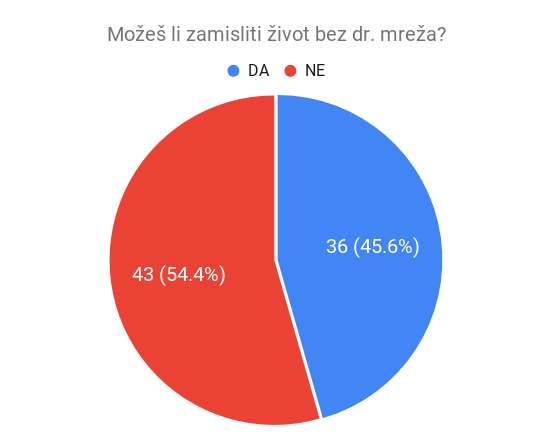 Možeš li zamisliti život bez dr. mreža?
DA NE
36 (45.6%)
43 (54.4%)